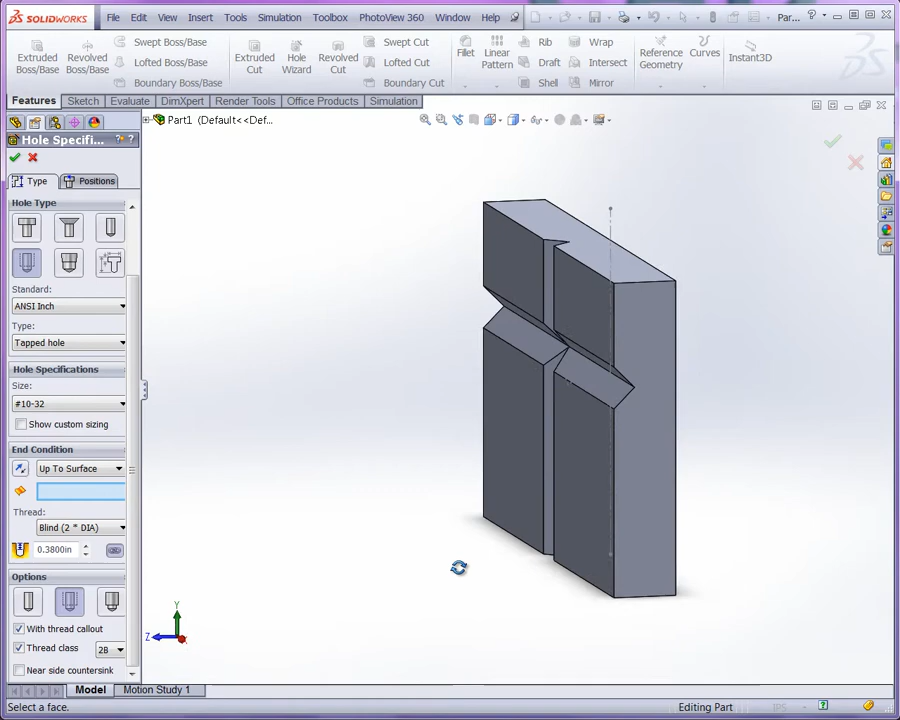 SOLIDWORKS File Edit View Insert Tools Simulation Toolbox PhotoView 360 Window Help Par...
Extruded Boss/Base Revolved Boss/Base Swept Boss/Base Lofted Boss/Base Boundary Boss/Base Extruded Cut Hole Wizard Revolved Cut Swept Cut Lofted Cut Boundary Cut Fillet Linear Pattern Rib Draft Shell Wrap Intersect Mirror Reference Geometry Curves Instant3D
Features Sketch Evaluate DimXpert Render Tools Office Products Simulation
Part1 (Default<<Def...
Hole Specifi...
Type Positions
Hole Type
Standard:
ANSI Inch
Type:
Tapped hole
Hole Specifications
Size:
#10-32
Show custom sizing
End Condition
Up To Surface
Thread:
Blind (2 * DIA)
0.3800in
Options
With thread callout
Thread class 2B
Near side countersink
Y
Z
Model Motion Study 1
Select a face. Editing Part IPS